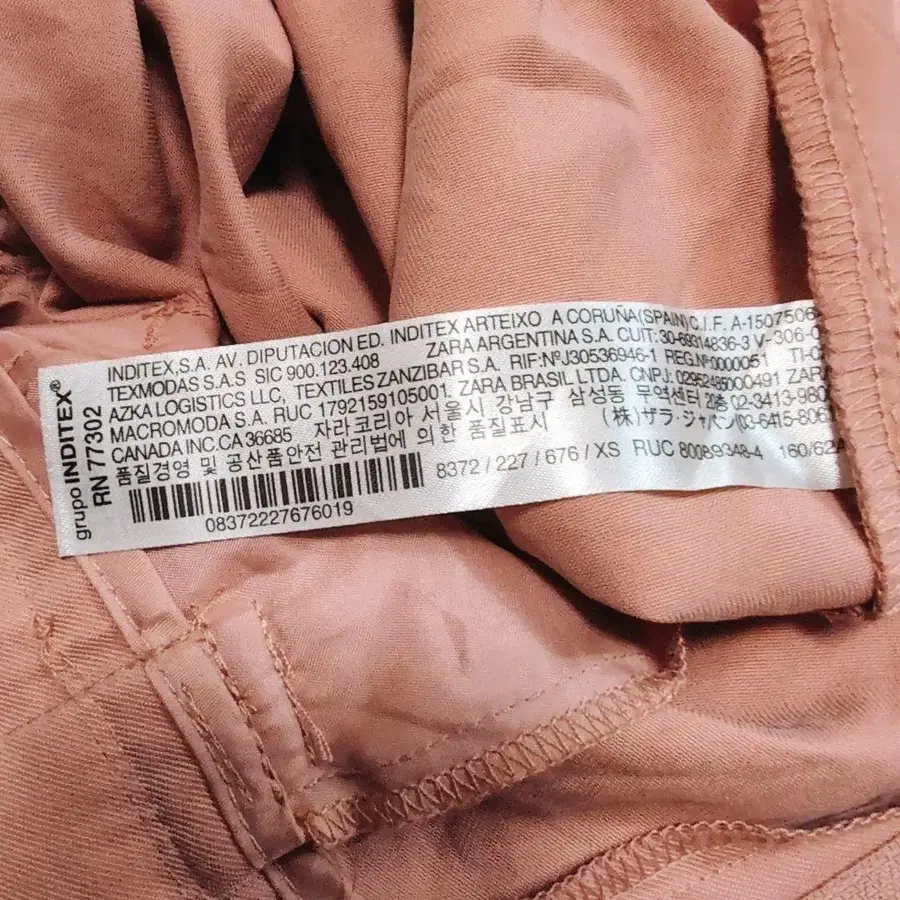 grupo INDITEX®
RN 77302
INDITEX,S.A. AV. DIPUTACION ED. INDITEX ARTEIXO A CORUÑA(SPAIN) C.I.F. A-1507506
TEXMODAS S.A.S SIC 900.123.408 ZARA ARGENTINA S.A. CUIT: 30-69314836-3 V-306-
AZKA LOGISTICS LLC, TEXTILES ZANZIBAR S.A. RIF:NºJ30536946-1 REG.Nº0000051 TI-C
MACROMODA S.A. RUC 1792159105001. ZARA BRASIL LTDA. CNPJ: 02952485000491 ZAR
CANADA INC.CA 36685 자라코리아 서울시 강남구 삼성동 무역센터 20층 02-3413-980
품질경영 및 공산품안전 관리법에 의한 품질표시 (株) ザラ・ジャパン (03-6415-806
8372 / 227 / 676 / XS RUC 80089348-4 160/62A
08372227676019